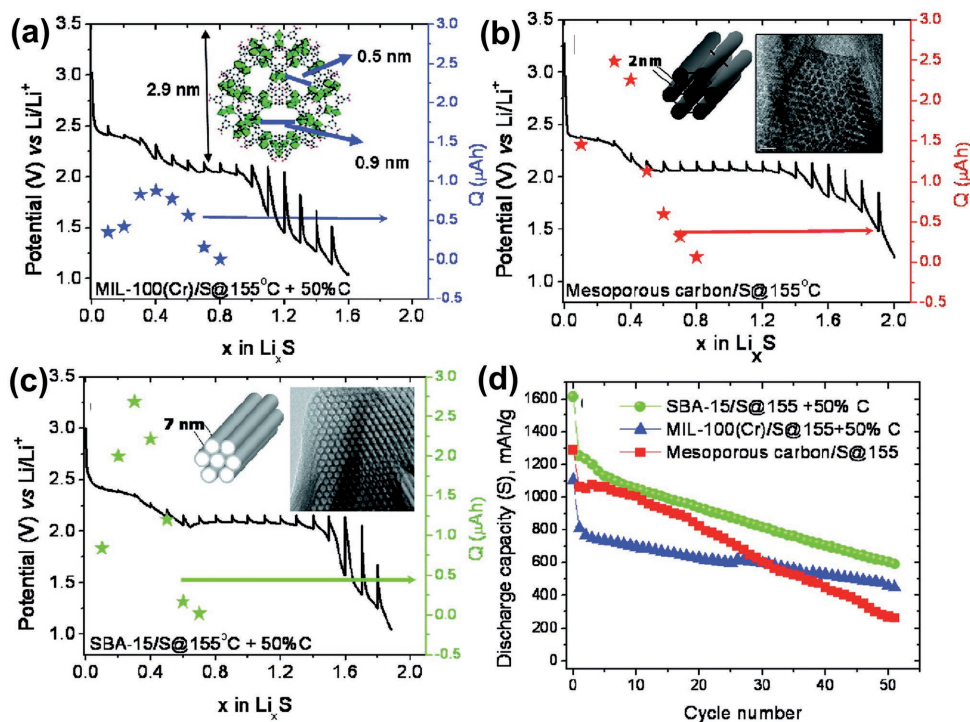 (a)
3.5
3.0
2.5
2.0
1.5
1.0
Potential (V) vs Li/Li+
2.9 nm
0.5 nm
0.9 nm
3.0
2.5
2.0
1.5
1.0
0.5
0.0
-0.5
Q (μAh)
MIL-100(Cr)/S@155°C + 50%C
0.0 0.4 0.8 1.2 1.6 2.0
x in LixS
(b)
3.5
3.0
2.5
2.0
1.5
1.0
Potential (V) vs Li/Li+
2nm
3.0
2.5
2.0
1.5
1.0
0.5
0.0
-0.5
Q (μAh)
Mesoporous carbon/S@155°C
0.0 0.4 0.8 1.2 1.6 2.0
x in LixS
(c)
3.5
3.0
2.5
2.0
1.5
1.0
Potential (V) vs Li/Li+
7 nm
3.0
2.5
2.0
1.5
1.0
0.5
0.0
-0.5
Q (μAh)
SBA-15/S@155°C + 50%C
0.0 0.4 0.8 1.2 1.6 2.0
x in LixS
(d)
1600
1400
1200
1000
800
600
400
200
0
Discharge capacity (S), mAh/g
SBA-15/S@155 +50% C
MIL-100(Cr)/S@155+50% C
Mesoporous carbon/S@155
0 10 20 30 40 50
Cycle number